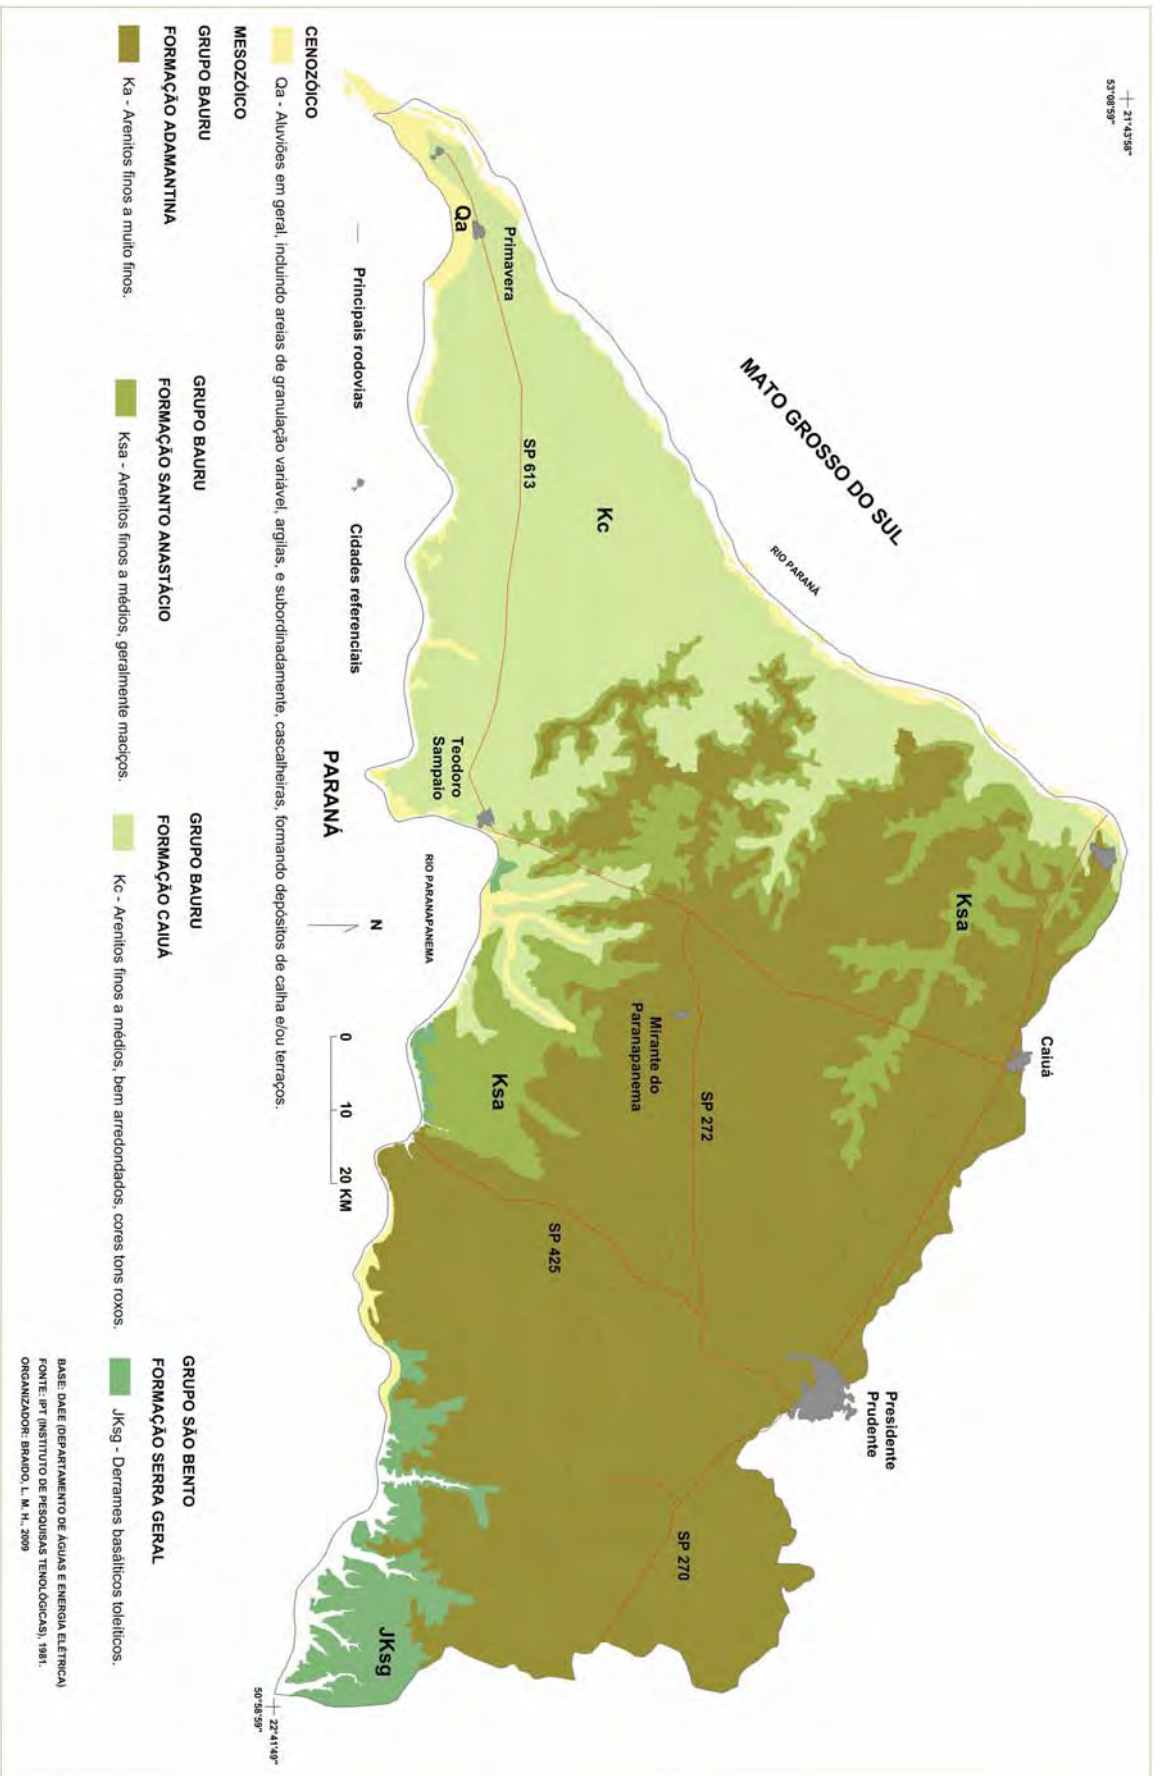 21°43'58"
53°08'59"
MATO GROSSO DO SUL
RIO PARANÁ
Caiuá
Ksa
Presidente
Prudente
Kc
SP 272
SP 270
Mirante do
Paranapanema
Primavera
SP 613
SP 425
Qa
Teodoro
Sampaio
Ksa
RIO PARANAPANEMA
JKsg
PARANÁ
N
0 10 20 KM
22°41'49"
50°58'59"
Principais rodovias
Cidades referenciais
CENOZÓICO
Qa - Aluviões em geral, incluindo areias de granulação variável, argilas, e subordinadamente, cascalheiras, formando depósitos de calha e/ou terraços.
MESOZÓICO
GRUPO BAURU
FORMAÇÃO ADAMANTINA
Ka - Arenitos finos a muito finos.
GRUPO BAURU
FORMAÇÃO SANTO ANASTÁCIO
Ksa - Arenitos finos a médios, geralmente maciços.
GRUPO BAURU
FORMAÇÃO CAIUÁ
Kc - Arenitos finos a médios, bem arredondados, cores tons roxos.
GRUPO SÃO BENTO
FORMAÇÃO SERRA GERAL
JKsg - Derrames basálticos toleíticos.
BASE: DAEE (DEPARTAMENTO DE ÁGUAS E ENERGIA ELÉTRICA)
FONTE: IPT (INSTITUTO DE PESQUISAS TENOLÓGICAS), 1981.
ORGANIZADOR: BRAIDO, L. M. H., 2009